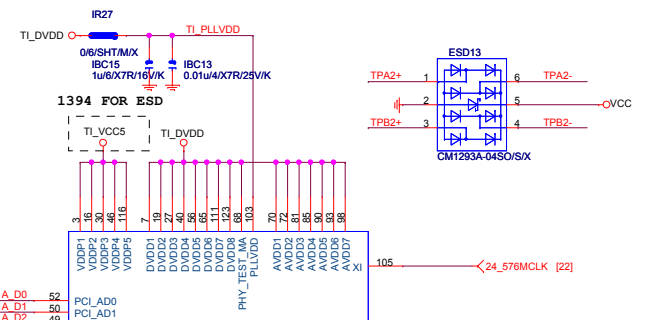 IR27
TI_DVDD
TI_PLLVDD
0/6/SHT/M/X
IBC15
1u/6/X7R/16V/K
IBC13
0.01u/4/X7R/25V/K
1394 FOR ESD
TI_VCC5
TI_DVDD
ESD13
TPA2+
1
6
TPA2-
2
5
VCC
TPB2+
3
4
TPB2-
CM1293A-04SO/S/X
3
16
30
46
116
7
19
27
40
56
65
111
123
68
103
70
72
81
85
90
93
98
VDDP1
VDDP2
VDDP3
VDDP4
VDDP5
DVDD1
DVDD2
DVDD3
DVDD4
DVDD5
DVDD6
DVDD7
DVDD8
PHY_TEST_MA
PLLVDD
AVDD1
AVDD2
AVDD3
AVDD4
AVDD5
AVDD6
AVDD7
XI
105
24_576MCLK [22]
A_D0
52
PCI_AD0
A_D1
50
PCI_AD1
A_D2
49